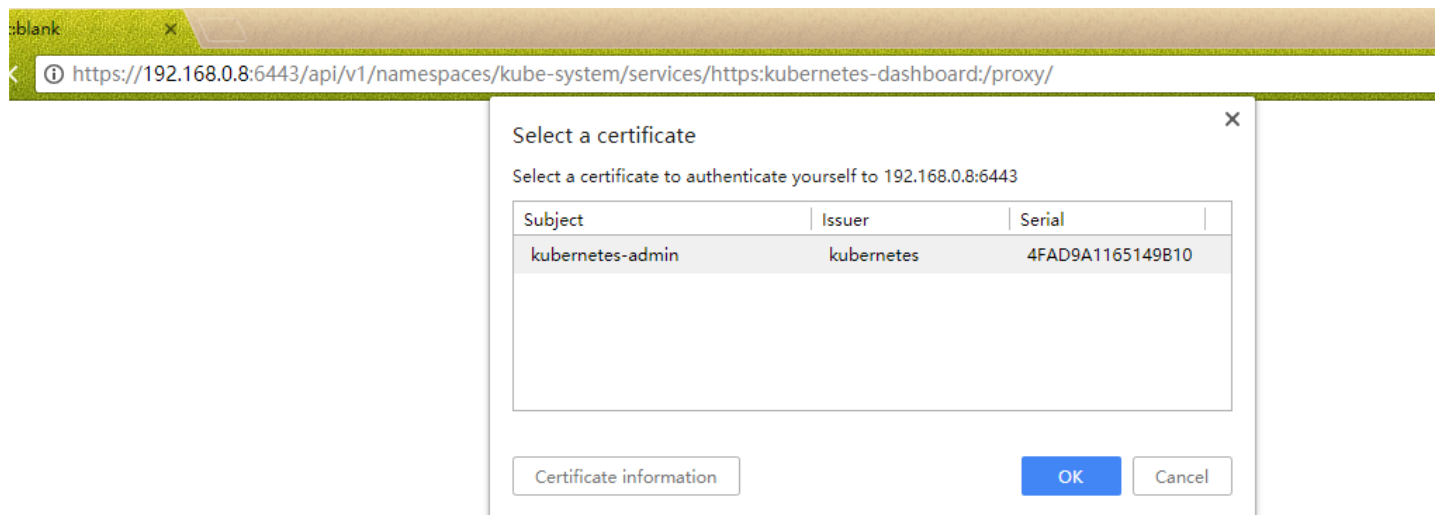 :blank
https://192.168.0.8:6443/api/v1/namespaces/kube-system/services/https:kubernetes-dashboard:/proxy/
Select a certificate
Select a certificate to authenticate yourself to 192.168.0.8:6443
Subject Issuer Serial
kubernetes-admin kubernetes 4FAD9A1165149B10
Certificate information OK Cancel